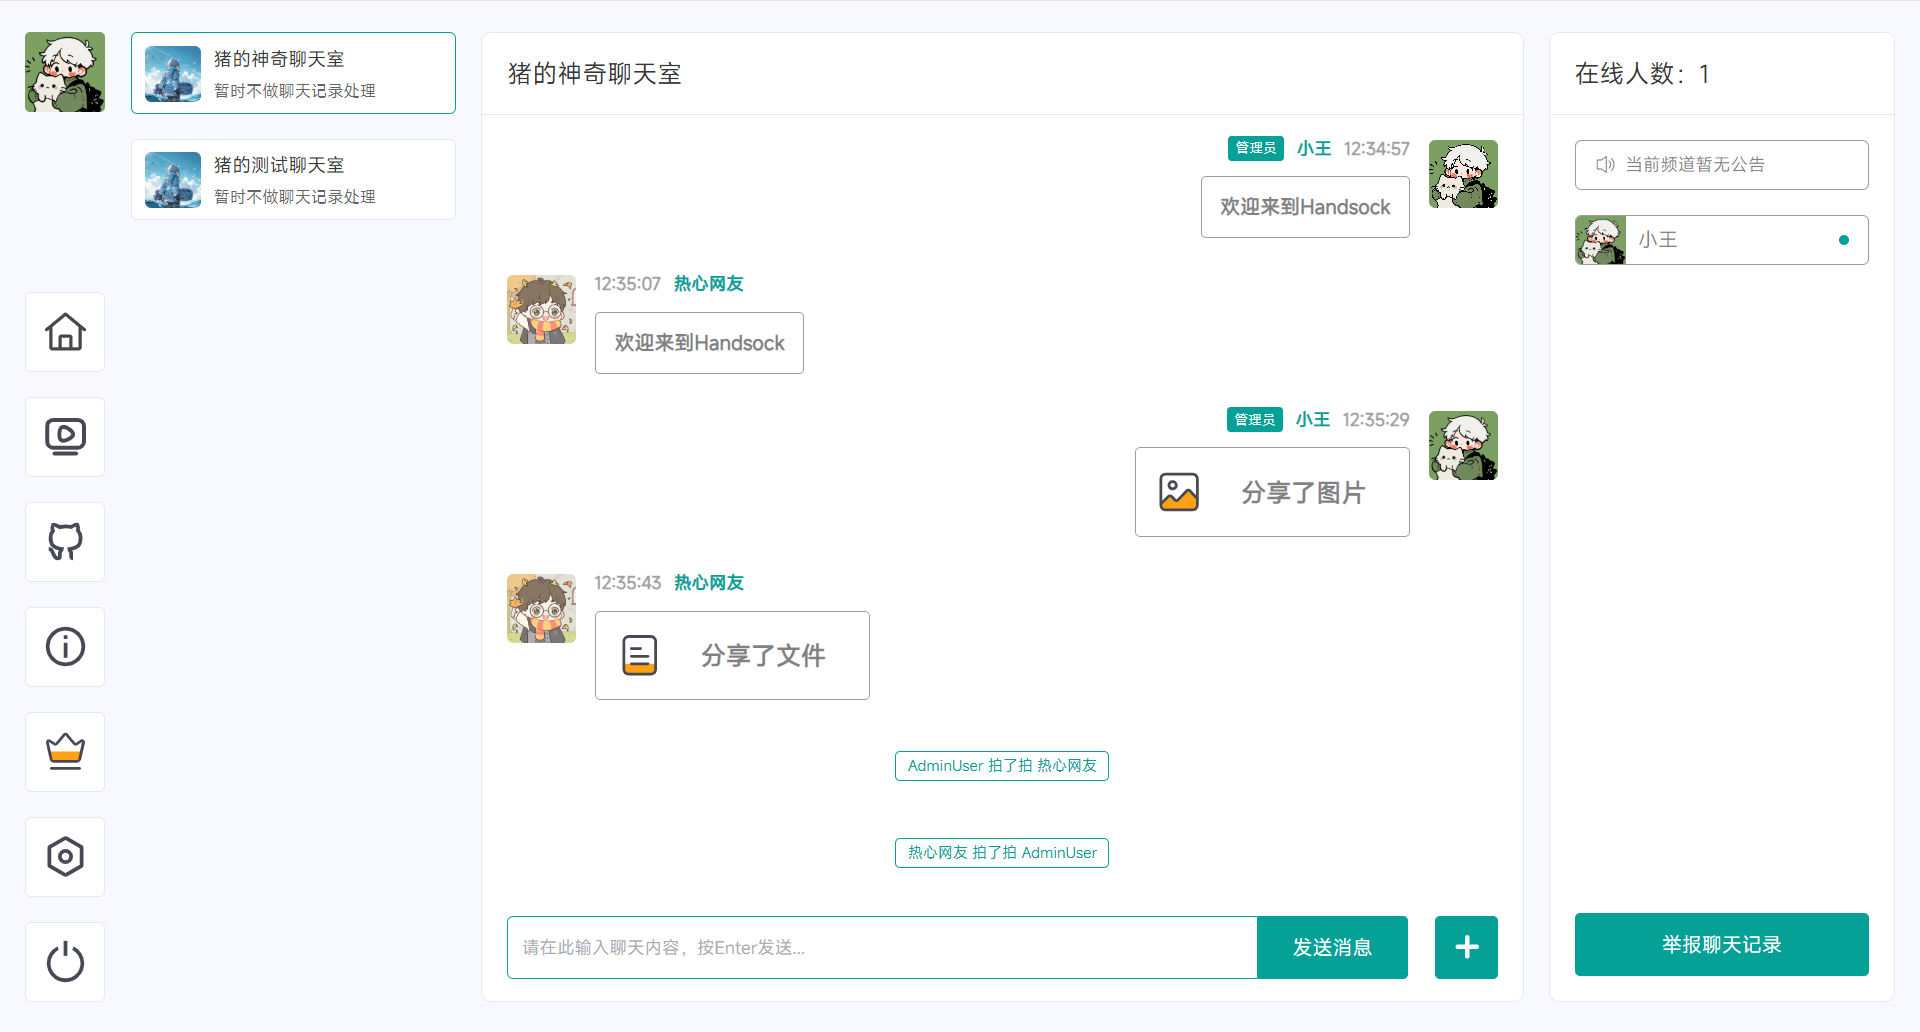 猪的神奇聊天室
暂时不做聊天记录处理
猪的测试聊天室
暂时不做聊天记录处理
猪的神奇聊天室
管理员 小王 12:34:57
欢迎来到Handsock
12:35:07 热心网友
欢迎来到Handsock
管理员 小王 12:35:29
分享了图片
12:35:43 热心网友
分享了文件
AdminUser 拍了拍 热心网友
热心网友 拍了拍 AdminUser
请在此输入聊天内容，按Enter发送...
发送消息
在线人数：1
当前频道暂无公告
小王
举报聊天记录